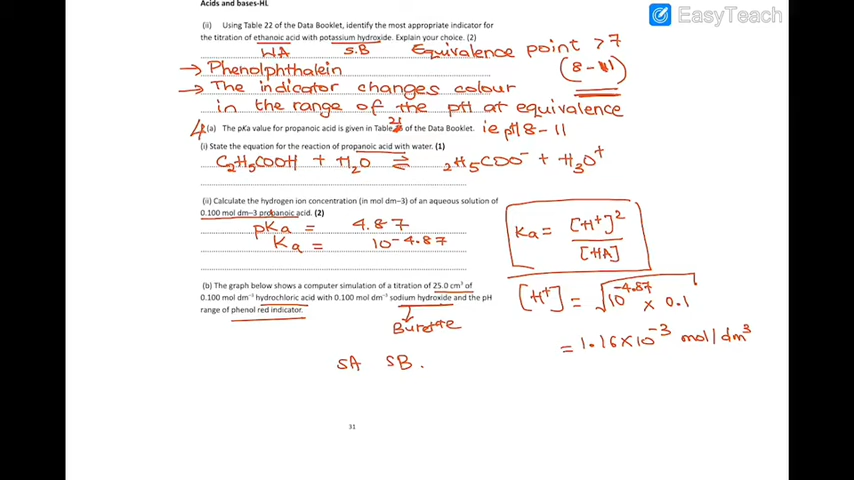 Acids and bases-HL
EasyTeach
(ii) Using Table 22 of the Data Booklet, identify the most appropriate indicator for
the titration of ethanoic acid with potassium hydroxide. Explain your choice. (2)
WA S.B Equivalence point > 7
→ Phenolphthalein (8 - 11)
→ The indicator changes colour
in the range of the pH at equivalence
4 (a) The pKa value for propanoic acid is given in Table 21 of the Data Booklet. ie pH 8 - 11
(i) State the equation for the reaction of propanoic acid with water. (1)
C₂H₅COOH + H₂O ⇌ ₂H₅COO⁻ + H₃O⁺
(ii) Calculate the hydrogen ion concentration (in mol dm–3) of an aqueous solution of
0.100 mol dm–3 propanoic acid. (2)
pKa = 4.87
Ka = 10⁻⁴·⁸⁷
Ka = [H⁺]² / [HA]
[H⁺] = √10⁻⁴·⁸⁷ × 0.1
= 1.16 × 10⁻³ mol/dm³
(b) The graph below shows a computer simulation of a titration of 25.0 cm³ of
0.100 mol dm⁻³ hydrochloric acid with 0.100 mol dm⁻³ sodium hydroxide and the pH
range of phenol red indicator.
Burette
SA SB.
31